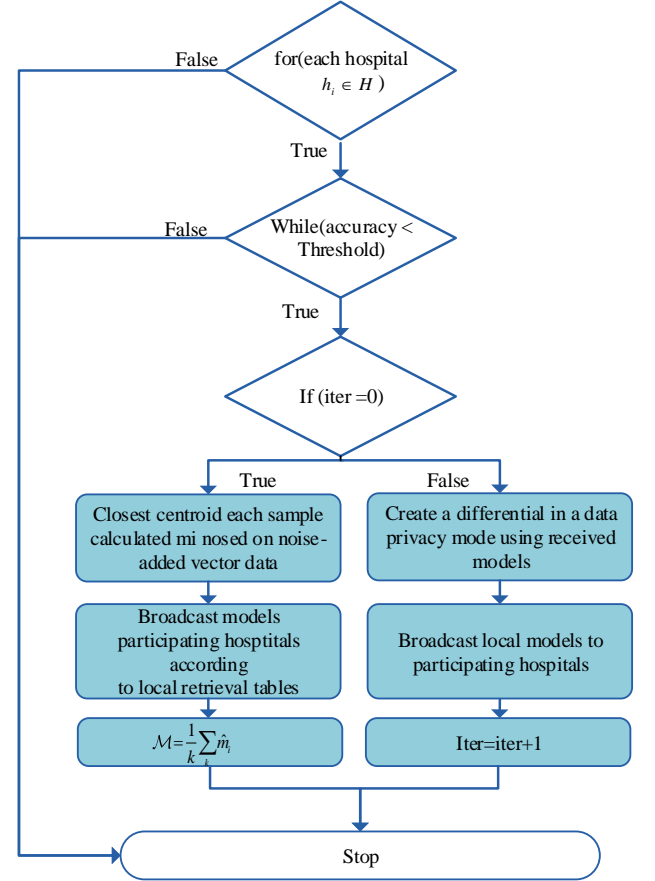 for(each hospital
False
h_i ∈ H )
True
While(accuracy <
False
Threshold)
True
If (iter =0)
True
False
Closest centroid each sample
calculated mi nosed on noise-
added vector data
Create a differential in a data
privacy mode using received
models
Broadcast models
participating hosptitals
according
to local retrieval tables
Broadcast local models to
participating hospitals
ℳ=1/k ∑_k m̂_i
Iter=iter+1
Stop